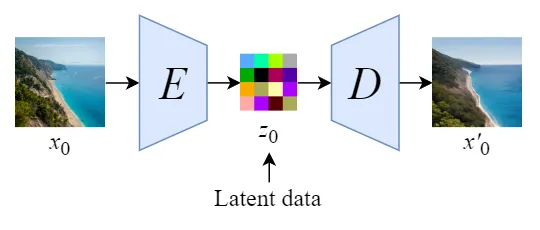 E
D
x₀
z₀
x'₀
Latent data